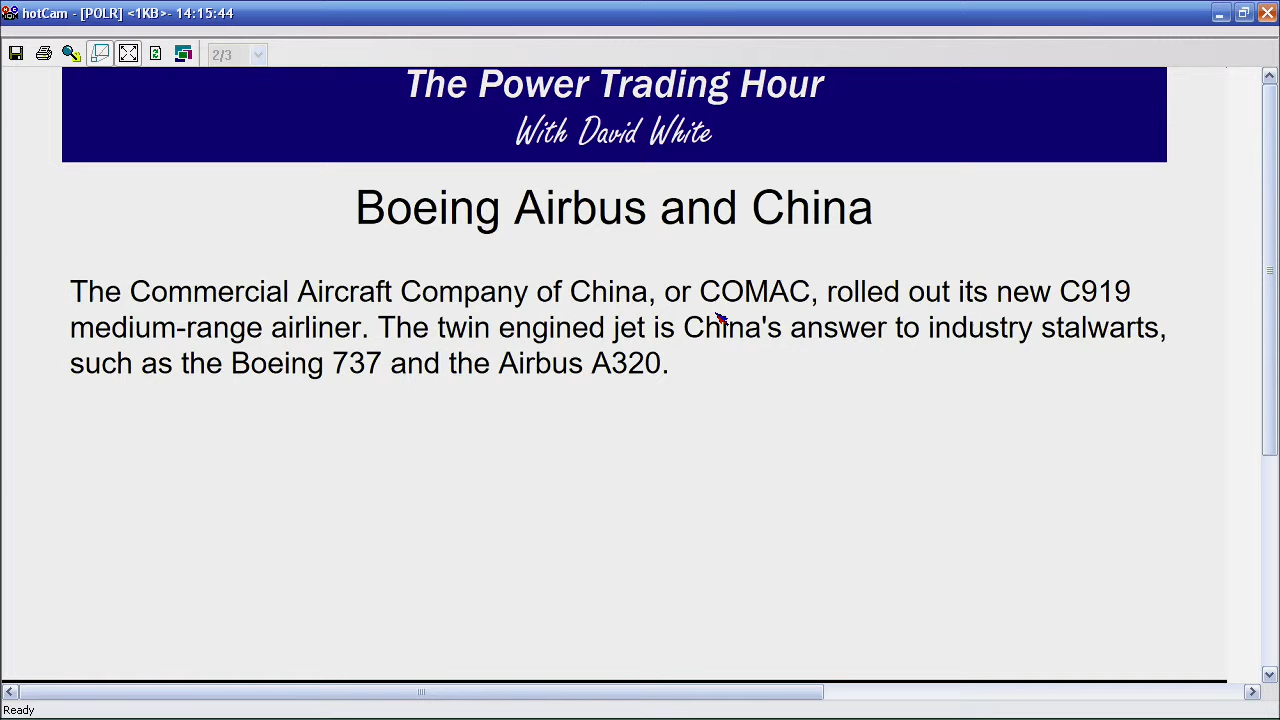 hotCam - [POLR] <1KB>- 14:15:44
2/3
The Power Trading Hour
With David White
Boeing Airbus and China
The Commercial Aircraft Company of China, or COMAC, rolled out its new C919
medium-range airliner. The twin engined jet is China's answer to industry stalwarts,
such as the Boeing 737 and the Airbus A320.
Ready